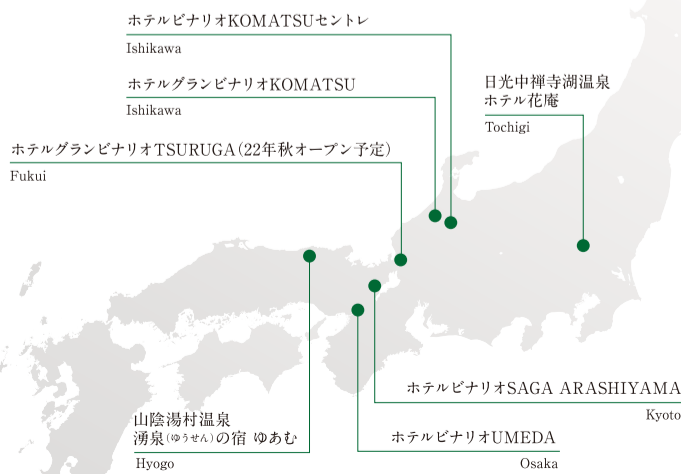 ホテルビナリオKOMATSUセントレ
Ishikawa
ホテルグランビナリオKOMATSU
Ishikawa
日光中禅寺湖温泉
ホテル花庵
Tochigi
ホテルグランビナリオTSURUGA(22年秋オープン予定)
Fukui
ホテルビナリオSAGA ARASHIYAMA
Kyoto
山陰湯村温泉
湧泉(ゆうせん)の宿 ゆあむ
Hyogo
ホテルビナリオUMEDA
Osaka